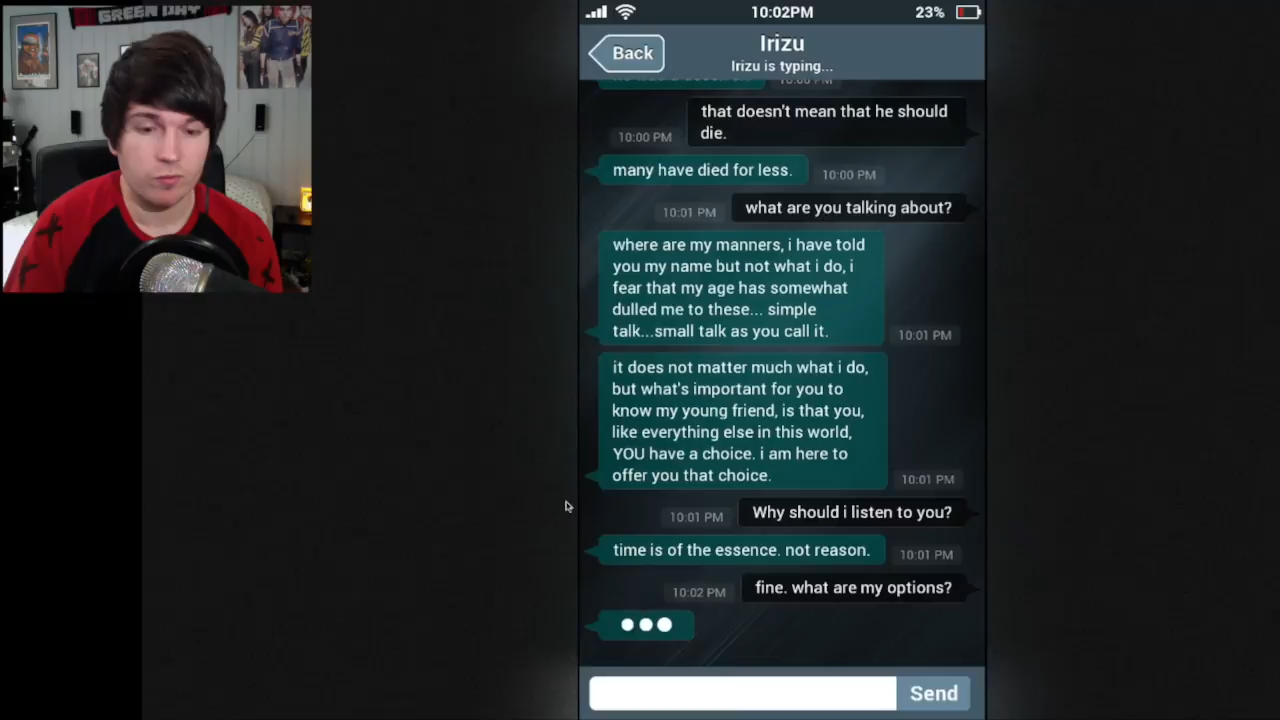 GREEN DAY
10:02PM
23%
Back
Irizu
Irizu is typing...
10:00 PM
that doesn't mean that he should
die.
10:00 PM
many have died for less.
10:00 PM
what are you talking about?
10:01 PM
where are my manners, i have told
you my name but not what i do, i
fear that my age has somewhat
dulled me to these... simple
talk...small talk as you call it.
10:01 PM
it does not matter much what i do,
but what's important for you to
know my young friend, is that you,
like everything else in this world,
YOU have a choice. i am here to
offer you that choice.
10:01 PM
Why should i listen to you?
10:01 PM
time is of the essence. not reason.
10:01 PM
fine. what are my options?
10:02 PM
Send